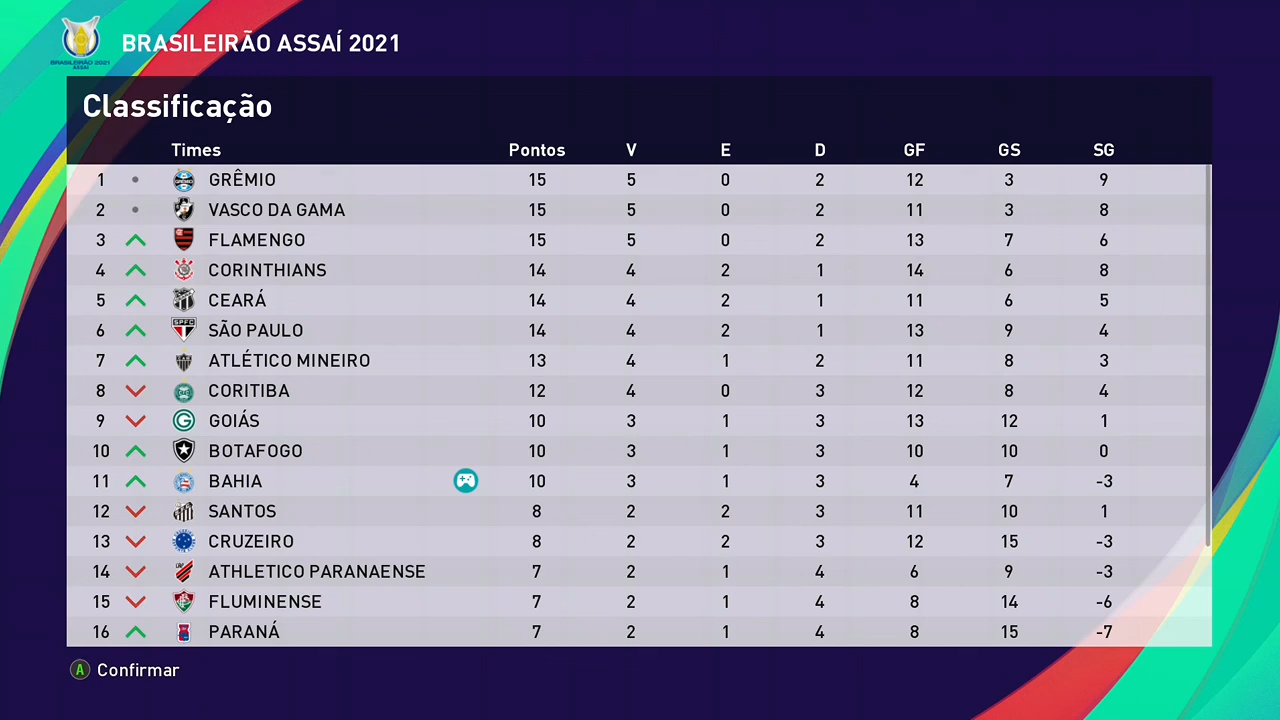 BRASILEIRÃO ASSAÍ 2021
BRASILEIRÃO 2021
ASSAÍ
Classificação
Times Pontos V E D GF GS SG
1 GRÊMIO 15 5 0 2 12 3 9
2 VASCO DA GAMA 15 5 0 2 11 3 8
3 FLAMENGO 15 5 0 2 13 7 6
4 CORINTHIANS 14 4 2 1 14 6 8
5 CEARÁ 14 4 2 1 11 6 5
6 SÃO PAULO 14 4 2 1 13 9 4
7 ATLÉTICO MINEIRO 13 4 1 2 11 8 3
8 CORITIBA 12 4 0 3 12 8 4
9 GOIÁS 10 3 1 3 13 12 1
10 BOTAFOGO 10 3 1 3 10 10 0
11 BAHIA 10 3 1 3 4 7 -3
12 SANTOS 8 2 2 3 11 10 1
13 CRUZEIRO 8 2 2 3 12 15 -3
14 ATHLETICO PARANAENSE 7 2 1 4 6 9 -3
15 FLUMINENSE 7 2 1 4 8 14 -6
16 PARANÁ 7 2 1 4 8 15 -7
A Confirmar